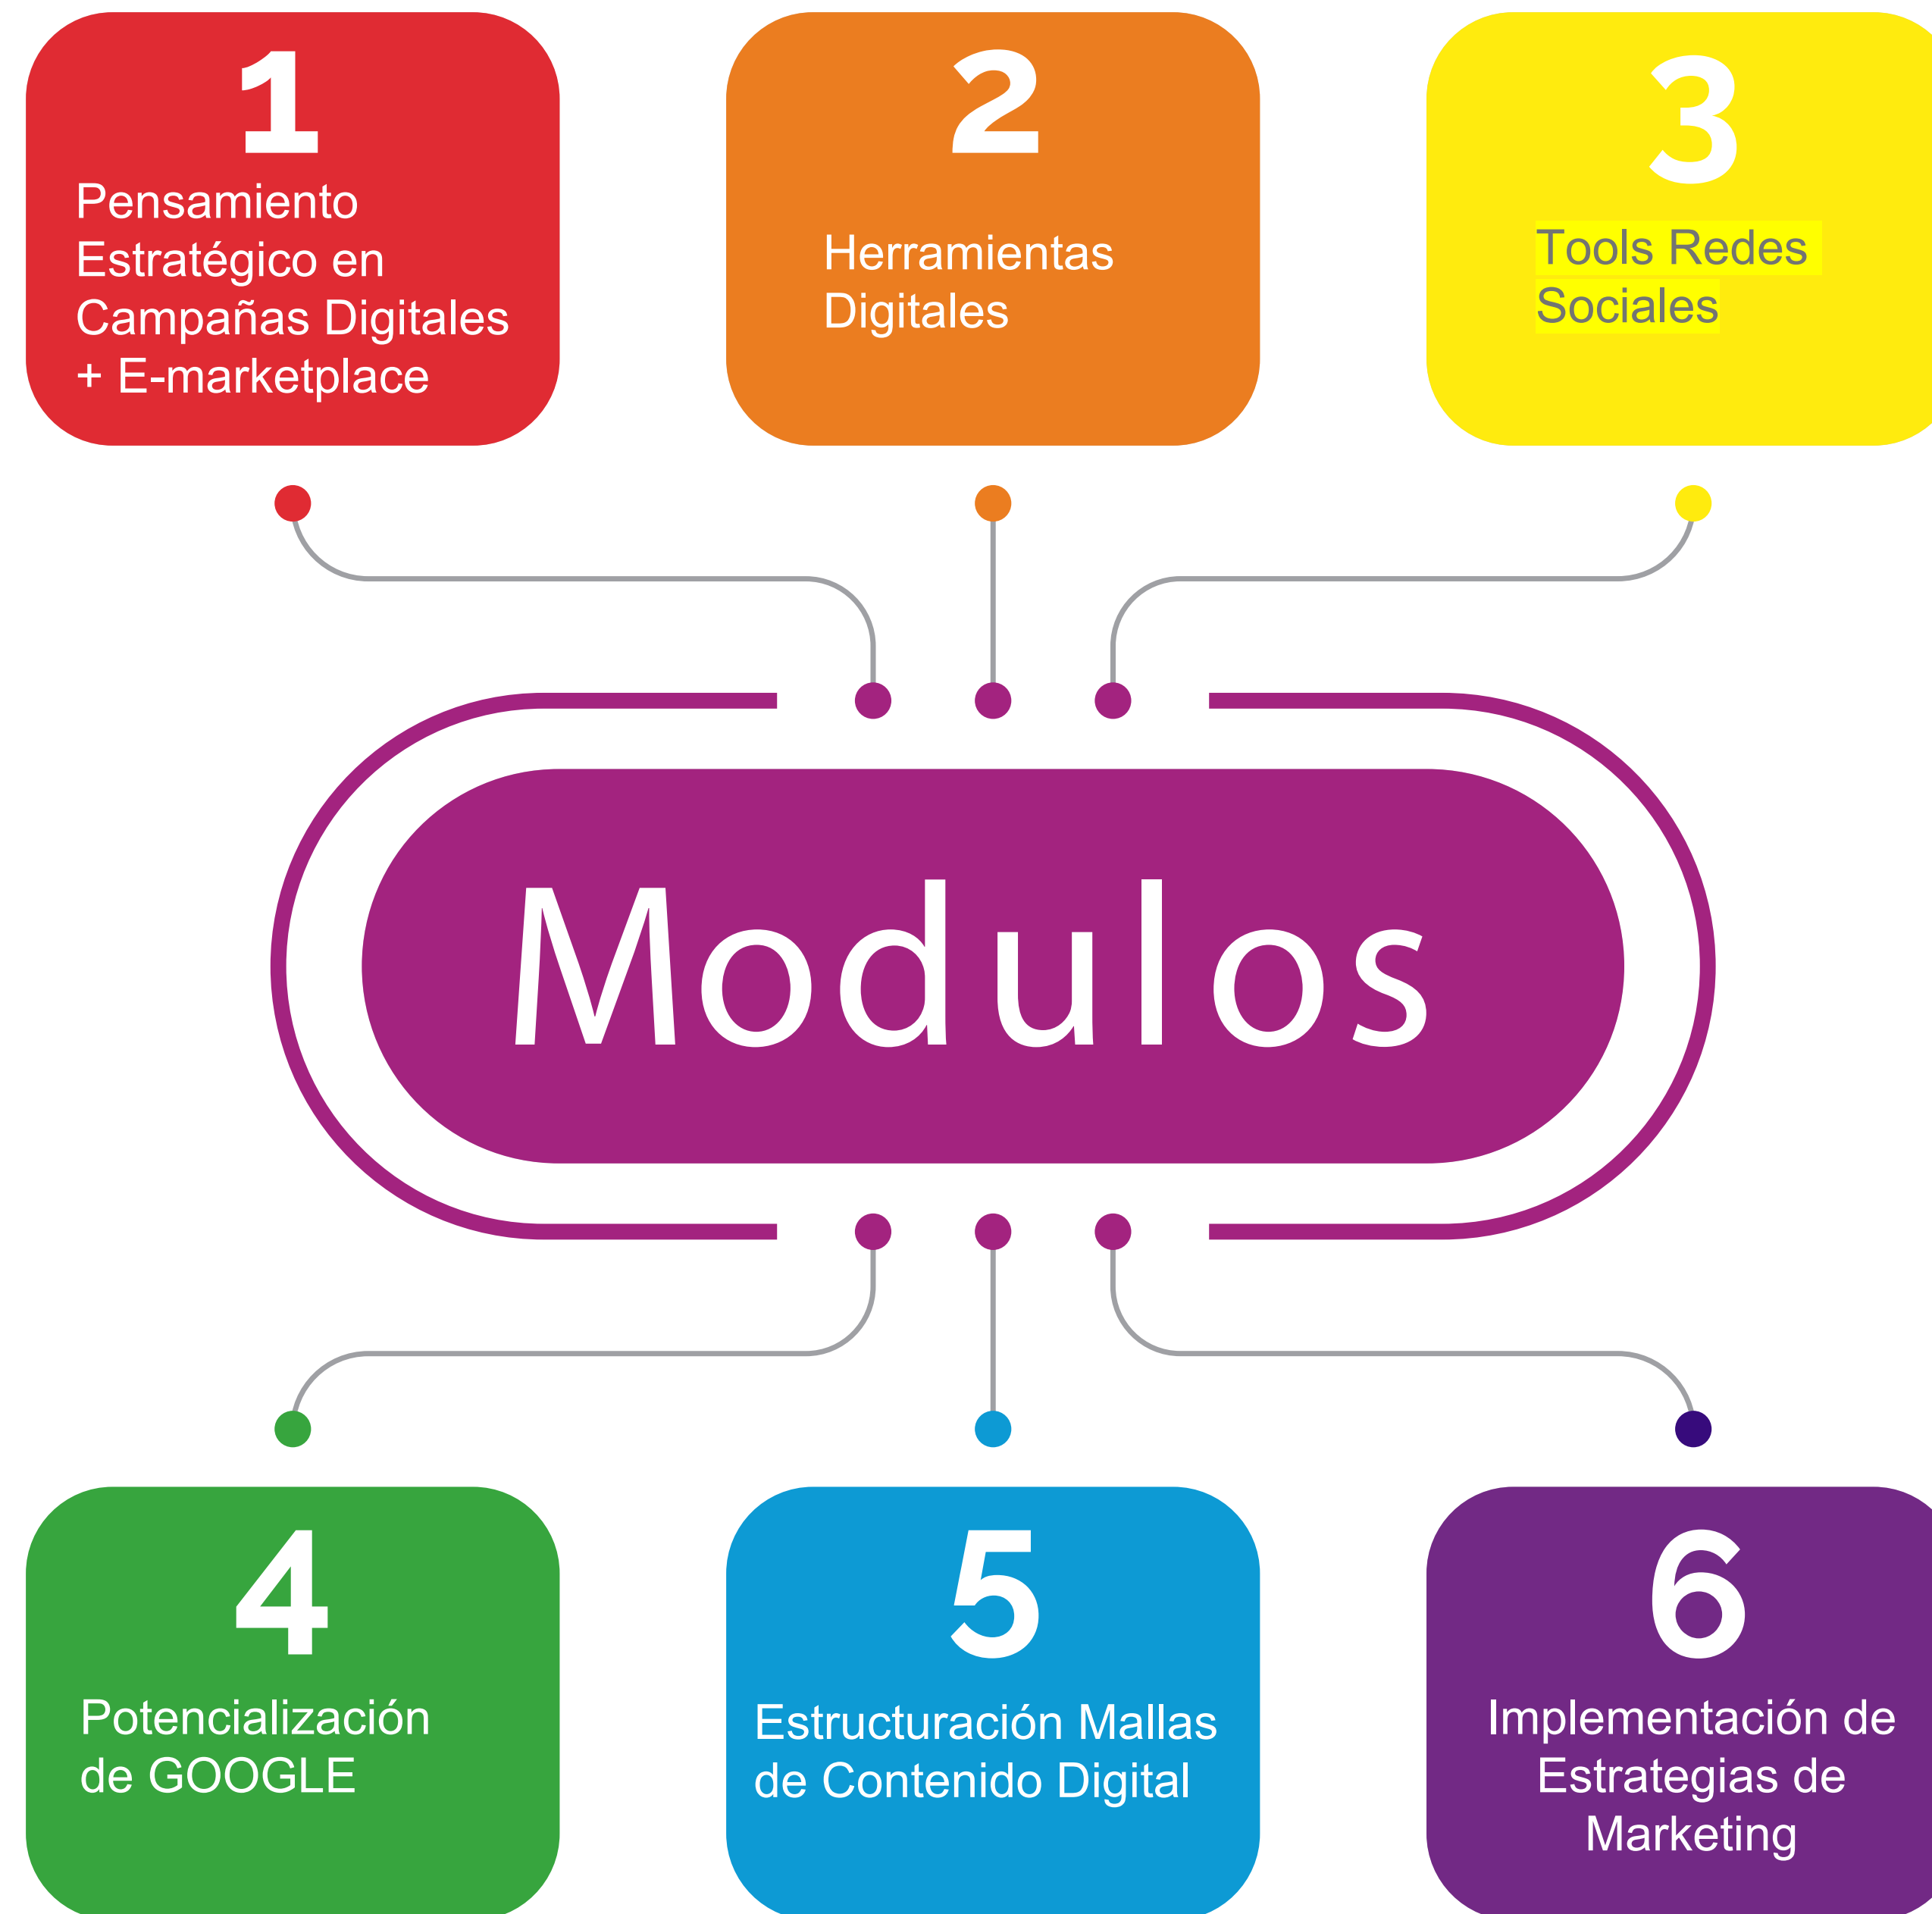 1
Pensamiento
Estratégico en
Campañas Digitales
+ E-marketplace
2
Herramientas
Digitales
3
Tools Redes
Sociales
Modulos
4
Potencialización
de GOOGLE
5
Estructuración Mallas
de Contenido Digital
6
Implementación de
Estrategias de
Marketing